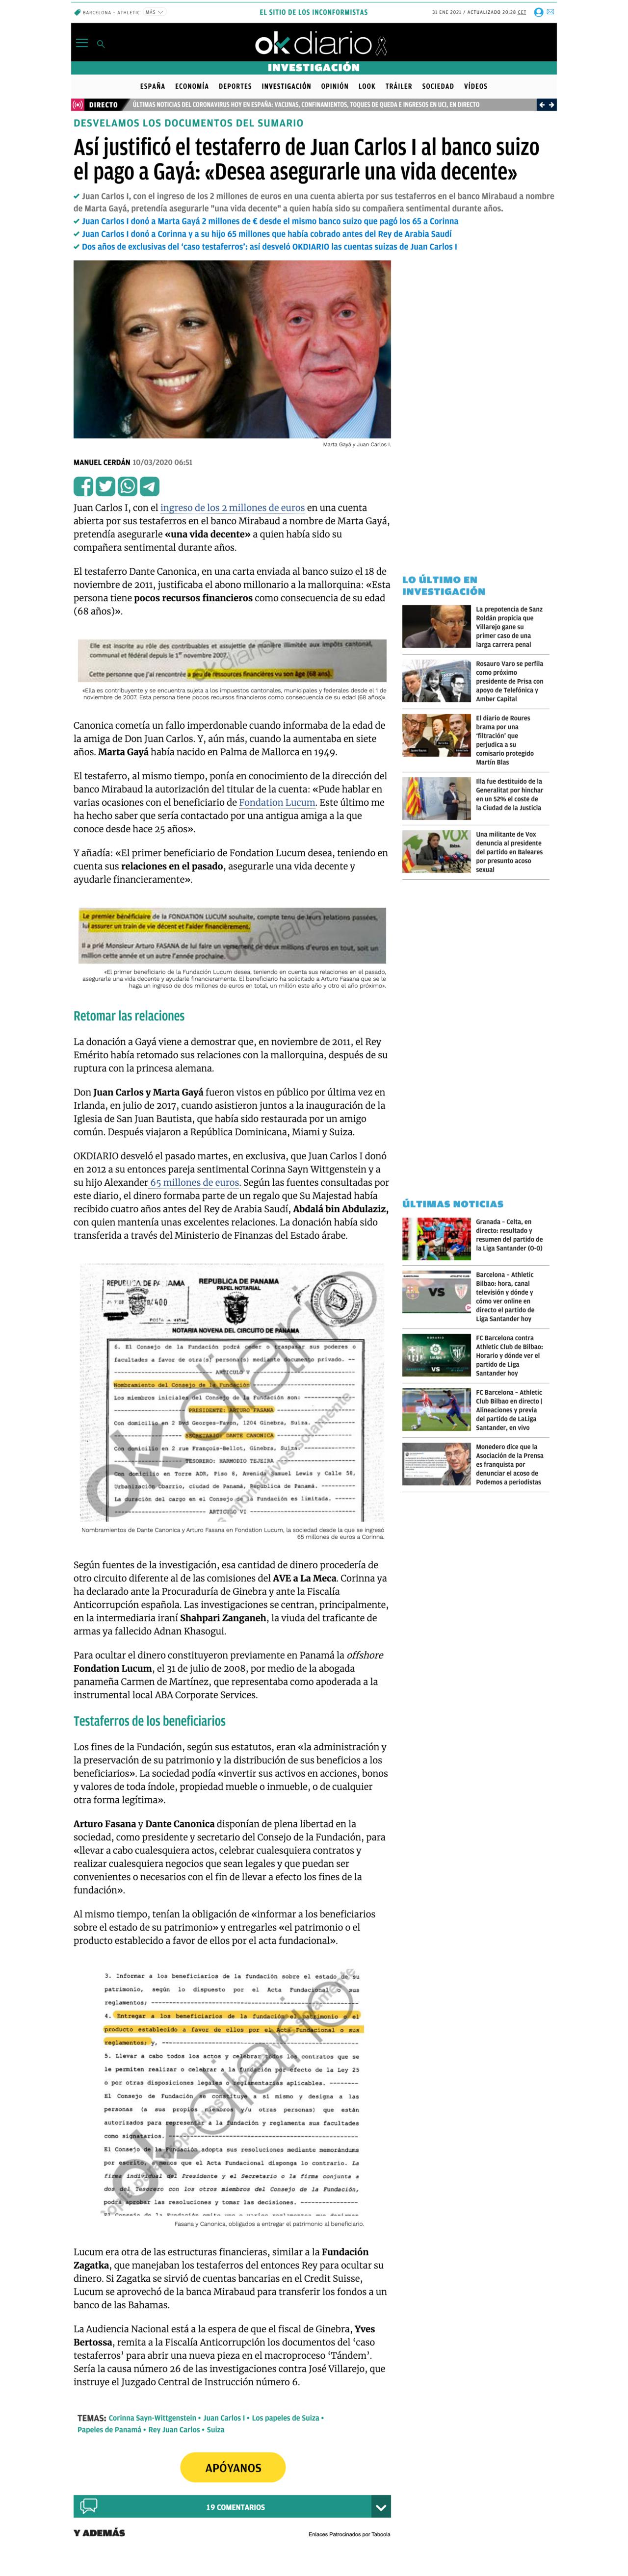 BARCELONA - ATHLETIC MÁS
EL SITIO DE LOS INCONFORMISTAS
31 ENE 2021 / ACTUALIZADO 20:28 CET
okdiario
INVESTIGACIÓN
ESPAÑA ECONOMÍA DEPORTES INVESTIGACIÓN OPINIÓN LOOK TRÁILER SOCIEDAD VÍDEOS
DIRECTO ÚLTIMAS NOTICIAS DEL CORONAVIRUS HOY EN ESPAÑA: VACUNAS, CONFINAMIENTOS, TOQUES DE QUEDA E INGRESOS EN UCI, EN DIRECTO
DESVELAMOS LOS DOCUMENTOS DEL SUMARIO
Así justificó el testaferro de Juan Carlos I al banco suizo
el pago a Gayá: «Desea asegurarle una vida decente»
Juan Carlos I, con el ingreso de los 2 millones de euros en una cuenta abierta por sus testaferros en el banco Mirabaud a nombre
de Marta Gayá, pretendía asegurarle "una vida decente" a quien había sido su compañera sentimental durante años.
Juan Carlos I donó a Marta Gayá 2 millones de € desde el mismo banco suizo que pagó los 65 a Corinna
Juan Carlos I donó a Corinna y a su hijo 65 millones que había cobrado antes del Rey de Arabia Saudí
Dos años de exclusivas del 'caso testaferros': así desveló OKDIARIO las cuentas suizas de Juan Carlos I
Marta Gayá y Juan Carlos I.
MANUEL CERDÁN 10/03/2020 06:51
Juan Carlos I, con el ingreso de los 2 millones de euros en una cuenta
abierta por sus testaferros en el banco Mirabaud a nombre de Marta Gayá,
pretendía asegurarle «una vida decente» a quien había sido su
compañera sentimental durante años.
El testaferro Dante Canonica, en una carta enviada al banco suizo el 18 de
noviembre de 2011, justificaba el abono millonario a la mallorquina: «Esta
persona tiene pocos recursos financieros como consecuencia de su edad
(68 años)».
Elle est inscrite au rôle des contribuables et assujettie de manière illimitée aux impôts cantonal,
communal et fédéral depuis le 1er novembre 2007.
Cette personne que j'ai rencontrée a peu de ressources financières vu son âge (68 ans).
«Ella es contribuyente y se encuentra sujeta a los impuestos cantonales, municipales y federales desde el 1 de
noviembre de 2007. Esta persona tiene pocos recursos financieros como consecuencia de su edad (68 años)».
Canonica cometía un fallo imperdonable cuando informaba de la edad de
la amiga de Don Juan Carlos. Y, aún más, cuando la aumentaba en siete
años. Marta Gayá había nacido en Palma de Mallorca en 1949.
El testaferro, al mismo tiempo, ponía en conocimiento de la dirección del
banco Mirabaud la autorización del titular de la cuenta: «Pude hablar en
varias ocasiones con el beneficiario de Fondation Lucum. Este último me
ha hecho saber que sería contactado por una antigua amiga a la que
conoce desde hace 25 años».
Y añadía: «El primer beneficiario de Fondation Lucum desea, teniendo en
cuenta sus relaciones en el pasado, asegurarle una vida decente y
ayudarle financieramente».
Le premier bénéficiaire de la FONDATION LUCUM souhaite, compte tenu de leurs relations passées,
lui assurer un train de vie décent et l'aider financièrement.
Il a prié Monsieur Arturo FASANA de lui faire un versement de deux millions d'euros en tout, soit un
million cette année et un autre l'année prochaine.
«El primer beneficiario de la Fundación Lucum desea, teniendo en cuenta sus relaciones en el pasado,
asegurarle una vida decente y ayudarle financieramente. El beneficiario ha solicitado a Arturo Fasana que se le
haga un ingreso de dos millones de euros en total, un millón este año y otro el año próximo».
Retomar las relaciones
La donación a Gayá viene a demostrar que, en noviembre de 2011, el Rey
Emérito había retomado sus relaciones con la mallorquina, después de su
ruptura con la princesa alemana.
Don Juan Carlos y Marta Gayá fueron vistos en público por última vez en
Irlanda, en julio de 2017, cuando asistieron juntos a la inauguración de la
Iglesia de San Juan Bautista, que había sido restaurada por un amigo
común. Después viajaron a República Dominicana, Miami y Suiza.
OKDIARIO desveló el pasado martes, en exclusiva, que Juan Carlos I donó
en 2012 a su entonces pareja sentimental Corinna Sayn Wittgenstein y a
su hijo Alexander 65 millones de euros. Según las fuentes consultadas por
este diario, el dinero formaba parte de un regalo que Su Majestad había
recibido cuatro años antes del Rey de Arabia Saudí, Abdalá bin Abdulaziz,
con quien mantenía unas excelentes relaciones. La donación había sido
transferida a través del Ministerio de Finanzas del Estado árabe.
REPUBLICA DE PANAMA
PAPEL NOTARIAL
NOTARIA NOVENA DEL CIRCUITO DE PANAMA
6. El Consejo de Fundación podrá ceder o traspasar sus poderes o
facultades a favor de otra(s) persona(s) mediante documento privado.
ARTICULO V
Nombramiento del Consejo de la Fundación
Los miembros iniciales del Consejo de la Fundación son:
PRESIDENTE: ARTURO FASANA
Con domicilio en 2 Bvd Georges-Favon, 1204 Ginebra, Suiza.
SECRETARIO: DANTE CANONICA
Con domicilio en 2 rue François-Bellot, Ginebra, Suiza.
TESORERO: HARMODIO TEJEIRA
Con domicilio en Torre ADR, Piso 8, Avenida Samuel Lewis y Calle 58,
Urbanización Obarrio, ciudad de Panamá, República de Panamá.
La duración del cargo en el Consejo de Fundación es limitada.
ARTICULO VI
Nombramientos de Dante Canonica y Arturo Fasana en Fondation Lucum, la sociedad desde la que se ingresó
65 millones de euros a Corinna.
Según fuentes de la investigación, esa cantidad de dinero procedería de
otro circuito diferente al de las comisiones del AVE a La Meca. Corinna ya
ha declarado ante la Procuraduría de Ginebra y ante la Fiscalía
Anticorrupción española. Las investigaciones se centran, principalmente,
en la intermediaria iraní Shahpari Zanganeh, la viuda del traficante de
armas ya fallecido Adnan Khasogui.
Para ocultar el dinero constituyeron previamente en Panamá la offshore
Fondation Lucum, el 31 de julio de 2008, por medio de la abogada
panameña Carmen de Martínez, que representaba como apoderada a la
instrumental local ABA Corporate Services.
Testaferros de los beneficiarios
Los fines de la Fundación, según sus estatutos, eran «la administración y
la preservación de su patrimonio y la distribución de sus beneficios a los
beneficiarios». La sociedad podía «invertir sus activos en acciones, bonos
y valores de toda índole, propiedad mueble o inmueble, o de cualquier
otra forma legítima».
Arturo Fasana y Dante Canonica disponían de plena libertad en la
sociedad, como presidente y secretario del Consejo de la Fundación, para
«llevar a cabo cualesquiera actos, celebrar cualesquiera contratos y
realizar cualesquiera negocios que sean legales y que puedan ser
convenientes o necesarios con el fin de llevar a efecto los fines de la
fundación».
Al mismo tiempo, tenían la obligación de «informar a los beneficiarios
sobre el estado de su patrimonio» y entregarles «el patrimonio o el
producto establecido a favor de ellos por el acta fundacional».
3. Informar a los beneficiarios de la fundación sobre el estado de su
patrimonio, según lo dispuesto por el Acta Fundacional o sus
reglamentos;
4. Entregar a los beneficiarios de la fundación el patrimonio o el
producto establecido a favor de ellos por el Acta Fundacional o sus
reglamentos; y,
5. Llevar a cabo todos los actos y celebrar todos los contratos que se
le permiten realizar o celebrar a la fundación por efecto de la Ley 25
o por otras disposiciones legales o reglamentarias aplicables.
El Consejo de Fundación se constituye a sí mismo y designa a las
personas (a sus propios miembros y/u otras personas) que están
autorizados para representar a la fundación y reglamenta sus facultades
como signatarios.
El Consejo de la Fundación adopta sus resoluciones mediante memoránduma
por escrito, a menos que el Acta Fundacional disponga lo contrario. La
firma individual del Presidente y el Secretario o la firma conjunta a
dos del Tesorero con los otros miembros del Consejo de la Fundación,
podrá aprobar las resoluciones y tomar las decisiones.
Fasana y Canonica, obligados a entregar el patrimonio al beneficiario.
Lucum era otra de las estructuras financieras, similar a la Fundación
Zagatka, que manejaban los testaferros del entonces Rey para ocultar su
dinero. Si Zagatka se sirvió de cuentas bancarias en el Credit Suisse,
Lucum se aprovechó de la banca Mirabaud para transferir los fondos a un
banco de las Bahamas.
La Audiencia Nacional está a la espera de que el fiscal de Ginebra, Yves
Bertossa, remita a la Fiscalía Anticorrupción los documentos del 'caso
testaferros' para abrir una nueva pieza en el macroproceso 'Tándem'.
Sería la causa número 26 de las investigaciones contra José Villarejo, que
instruye el Juzgado Central de Instrucción número 6.
TEMAS: Corinna Sayn-Wittgenstein • Juan Carlos I • Los papeles de Suiza •
Papeles de Panamá • Rey Juan Carlos • Suiza
APÓYANOS
19 COMENTARIOS
Y ADEMÁS
Enlaces Patrocinados por Taboola
LO ÚLTIMO EN
INVESTIGACIÓN
La prepotencia de Sanz
Roldán propicia que
Villarejo gane su
primer caso de una
larga carrera penal
Rosauro Varo se perfila
como próximo
presidente de Prisa con
apoyo de Telefónica y
Amber Capital
El diario de Roures
brama por una
'filtración' que
perjudica a su
comisario protegido
Martín Blas
Illa fue destituido de la
Generalitat por hinchar
en un 52% el coste de
la Ciudad de la Justicia
VOX
Una militante de Vox
denuncia al presidente
del partido en Baleares
por presunto acoso
sexual
ÚLTIMAS NOTICIAS
Granada - Celta, en
directo: resultado y
resumen del partido de
la Liga Santander (0-0)
VS
Barcelona - Athletic
Bilbao: hora, canal
televisión y dónde y
cómo ver online en
directo el partido de
Liga Santander hoy
VS
FC Barcelona contra
Athletic Club de Bilbao:
Horario y dónde ver el
partido de Liga
Santander hoy
FC Barcelona - Athletic
Club Bilbao en directo |
Alineaciones y previa
del partido de LaLiga
Santander, en vivo
Monedero dice que la
Asociación de la Prensa
es franquista por
denunciar el acoso de
Podemos a periodistas